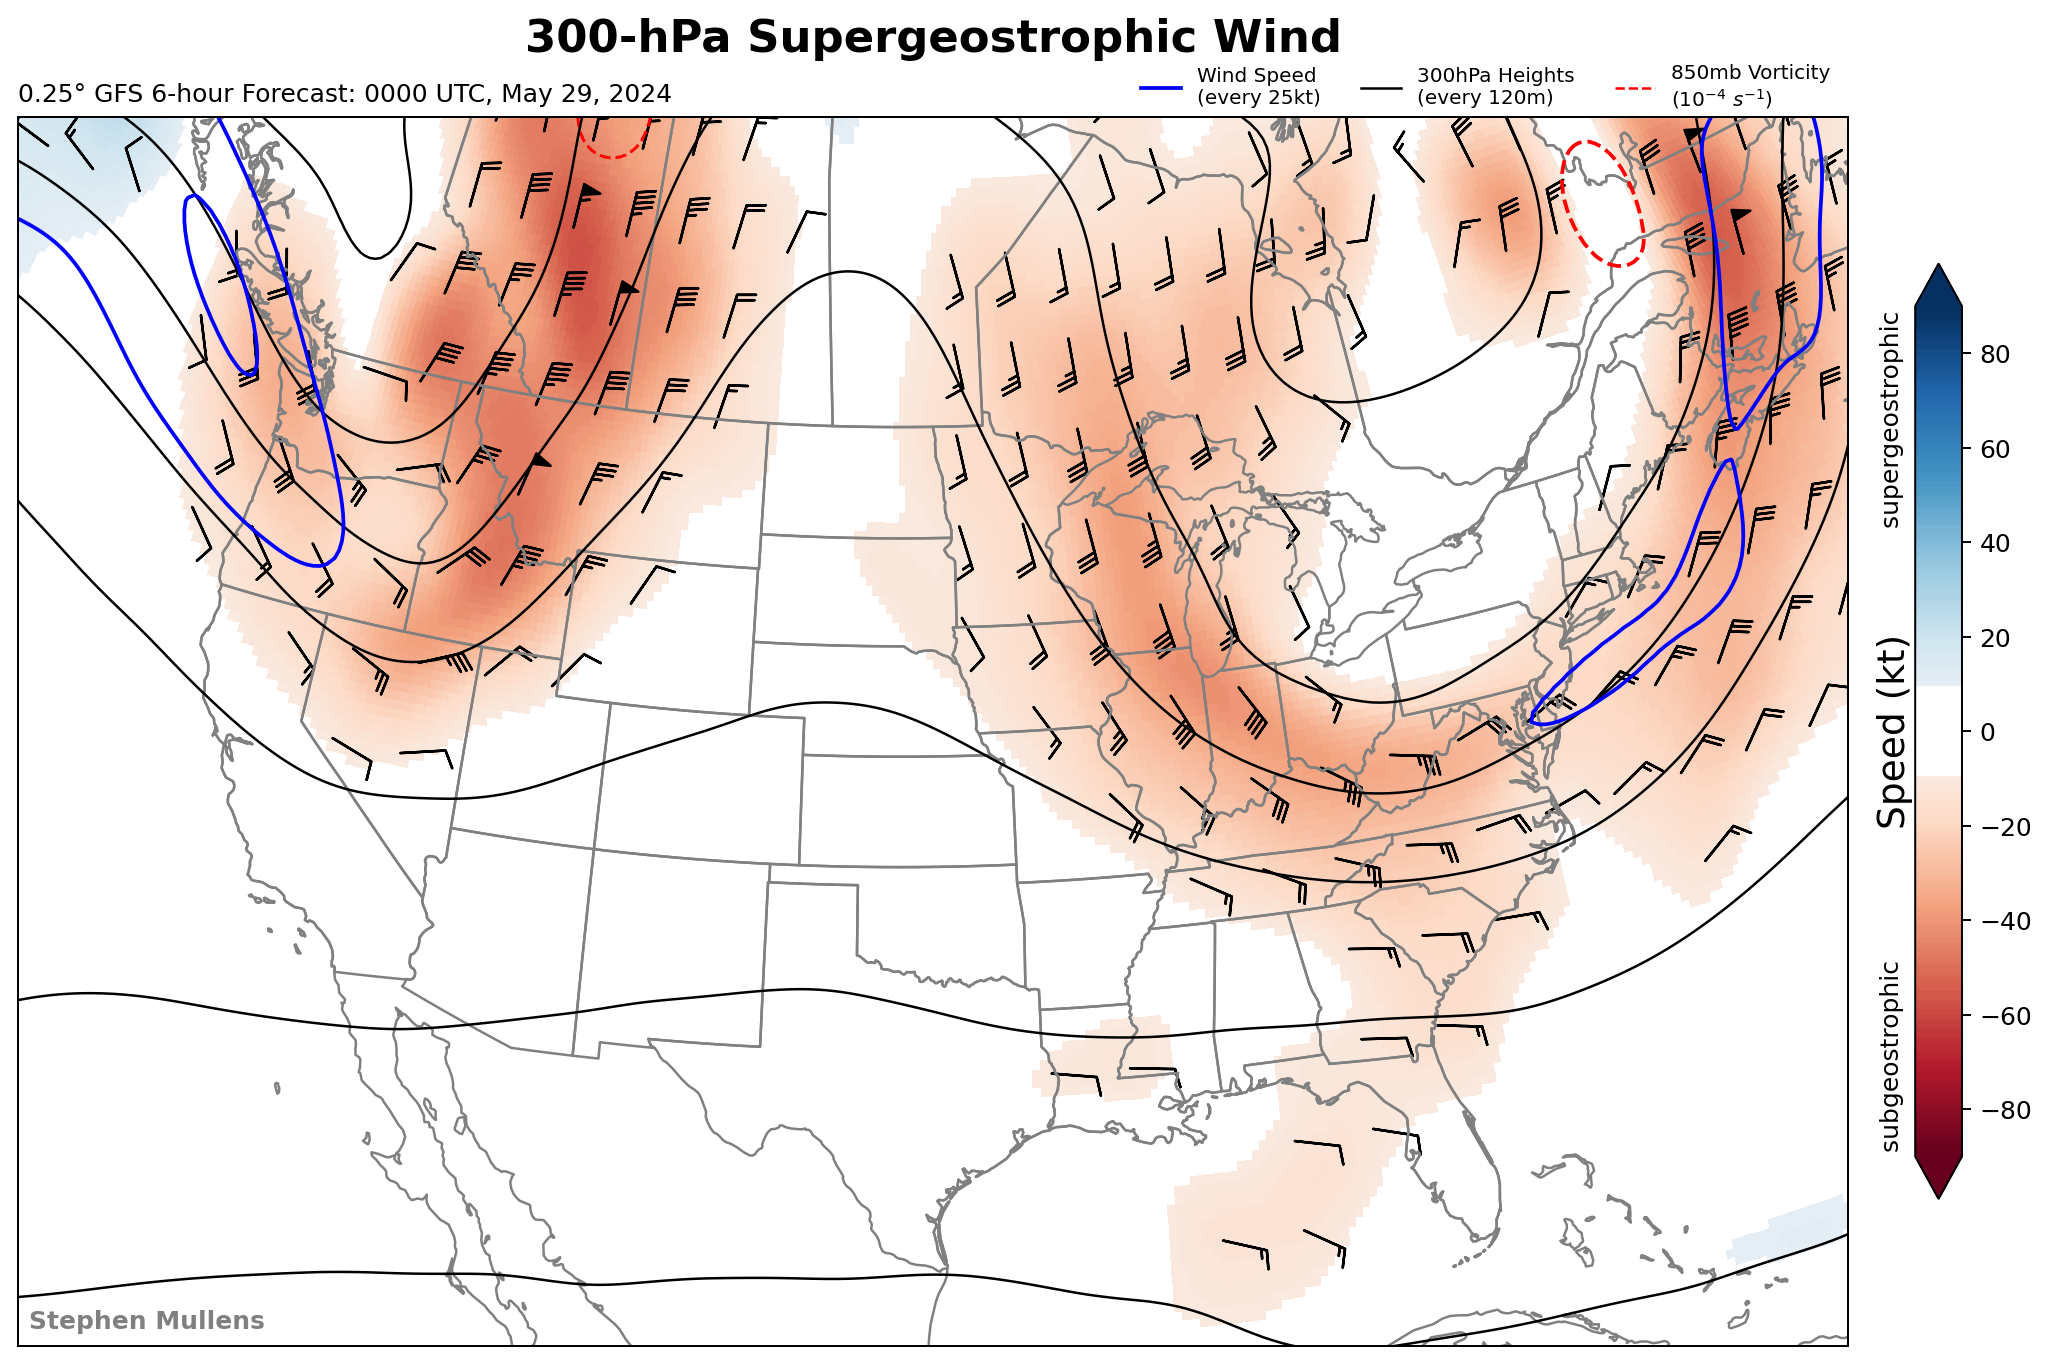 300-hPa Supergeostrophic Wind
0.25° GFS 6-hour Forecast: 0000 UTC, May 29, 2024
Wind Speed
(every 25kt)
300hPa Heights
(every 120m)
850mb Vorticity
(10⁻⁴ s⁻¹)
supergeostrophic
Speed (kt)
subgeostrophic
80
60
40
20
0
−20
−40
−60
−80
Stephen Mullens